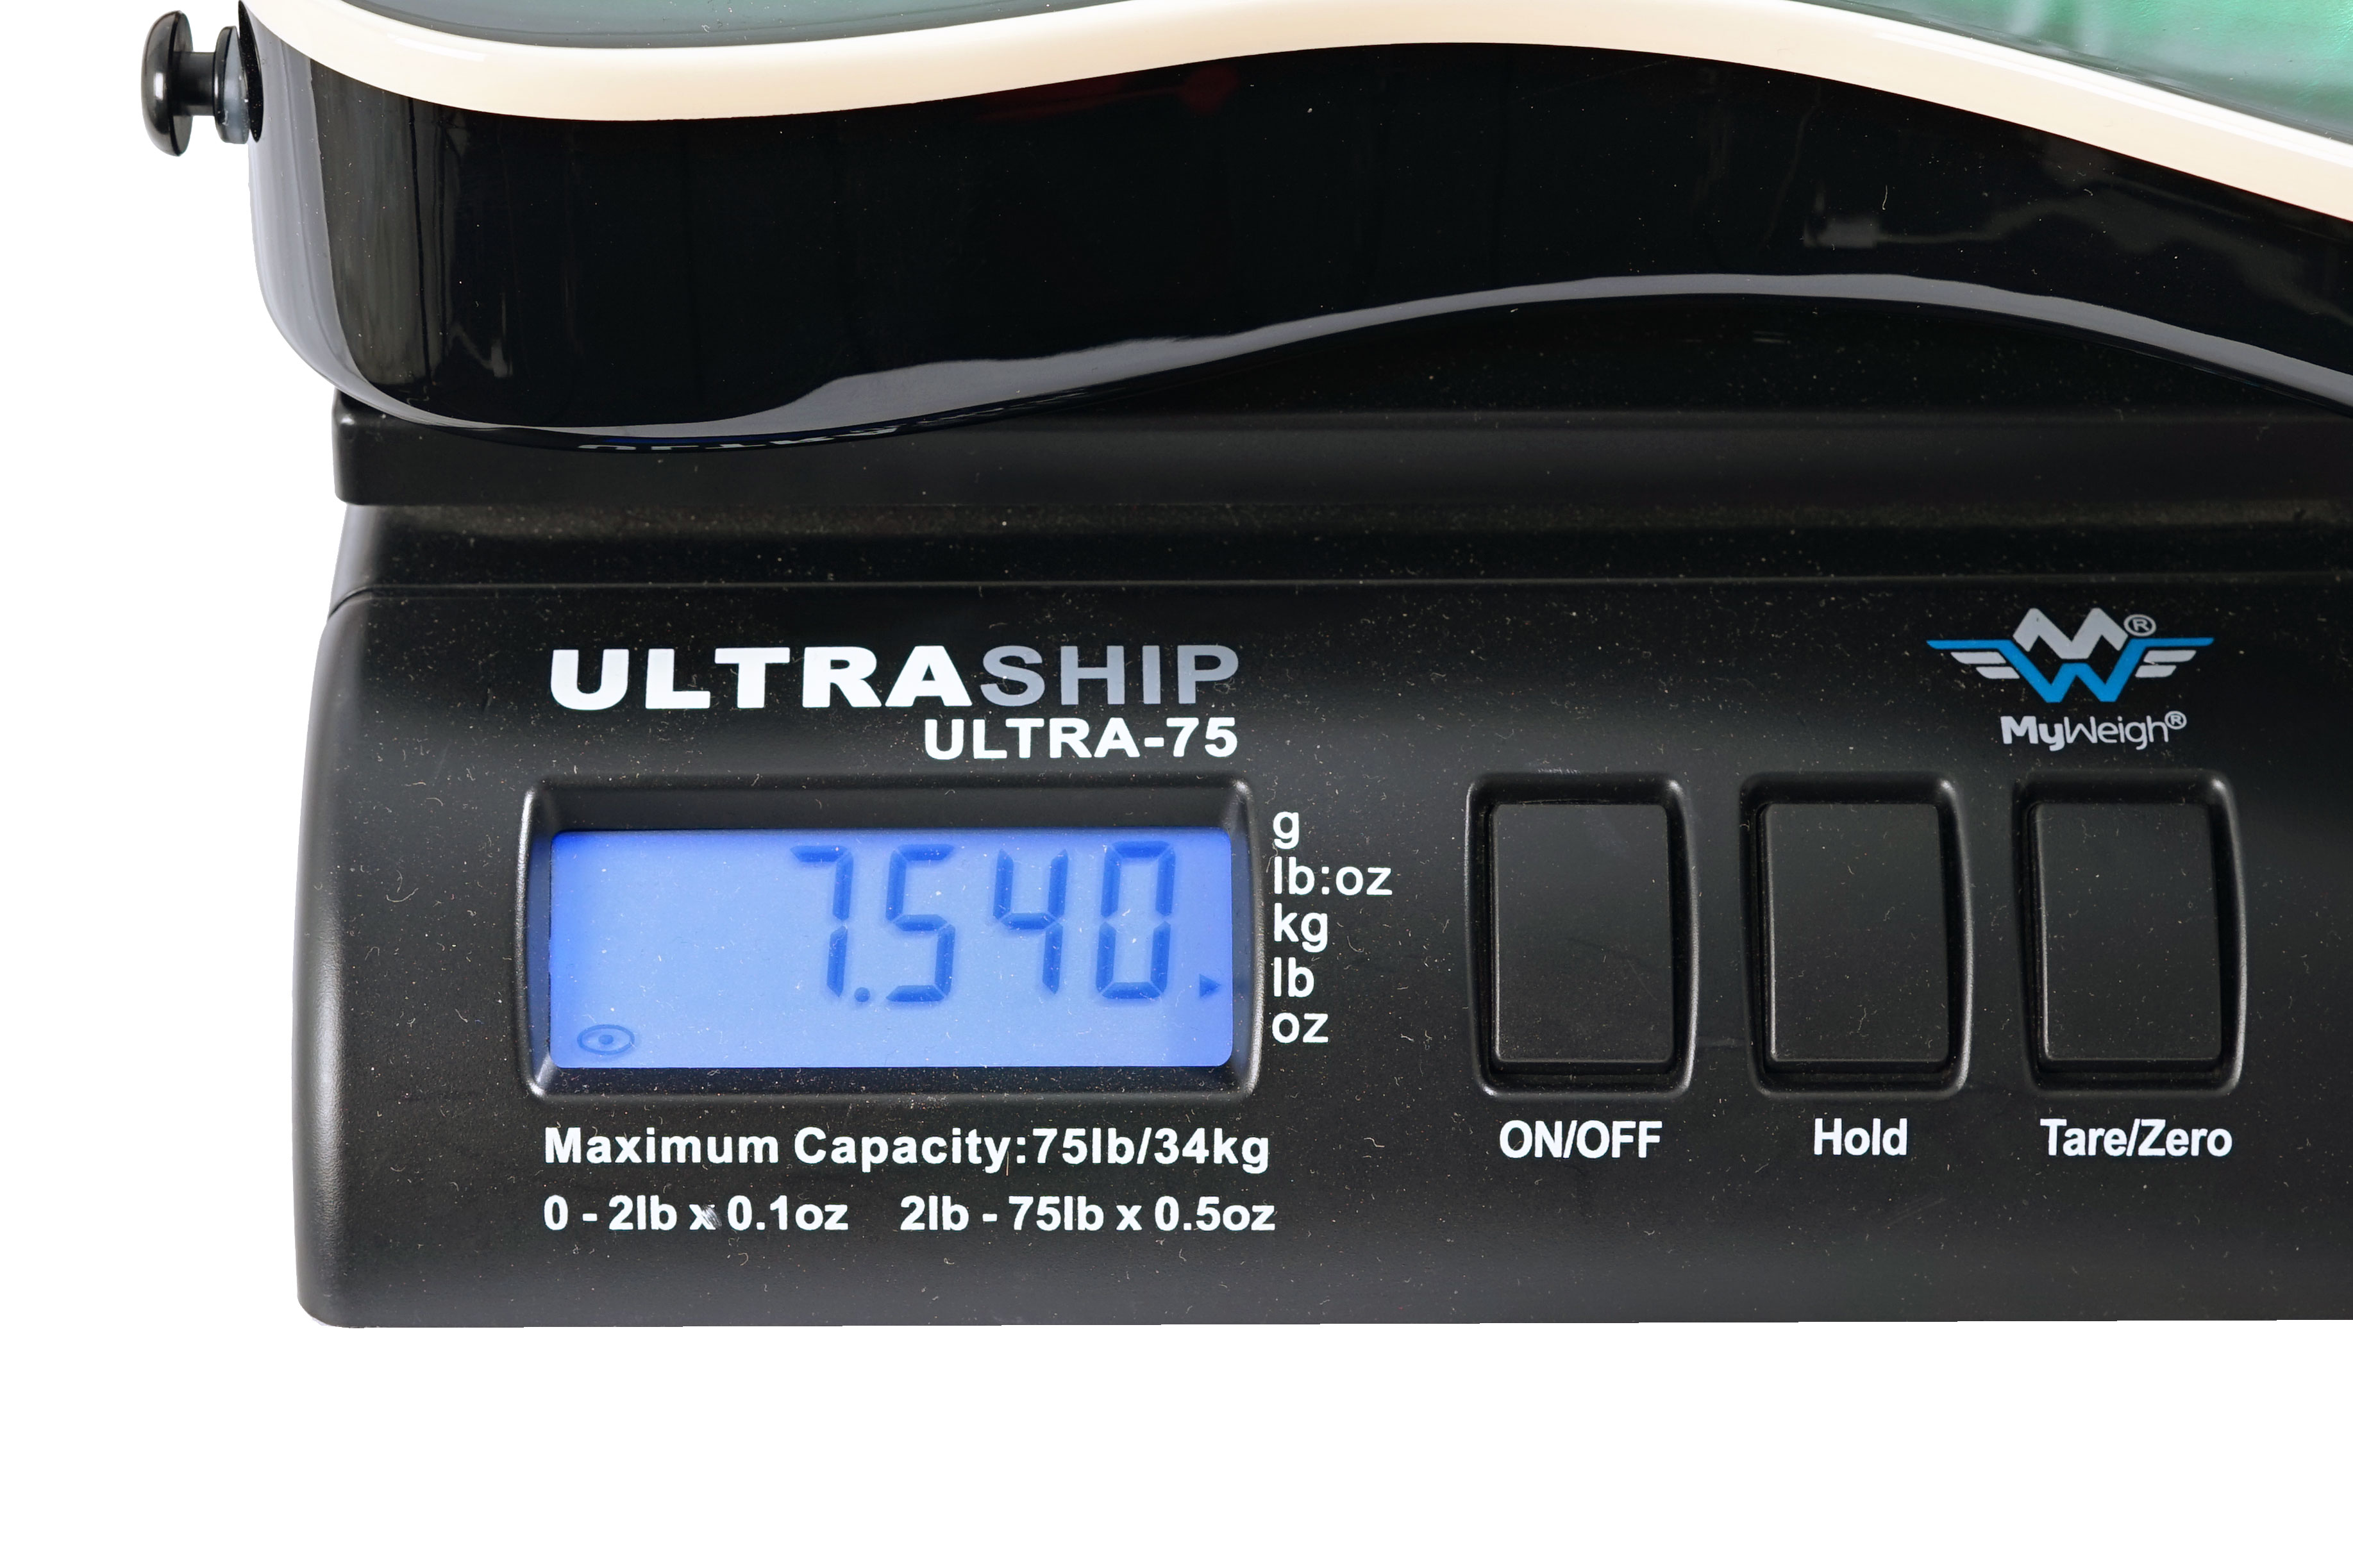 ULTRASHIP
ULTRA-75
MW®
MyWeigh®
7.540
g
lb:oz
kg
lb
oz
Maximum Capacity:75lb/34kg
0 - 2lb x 0.1oz 2lb - 75lb x 0.5oz
ON/OFF
Hold
Tare/Zero